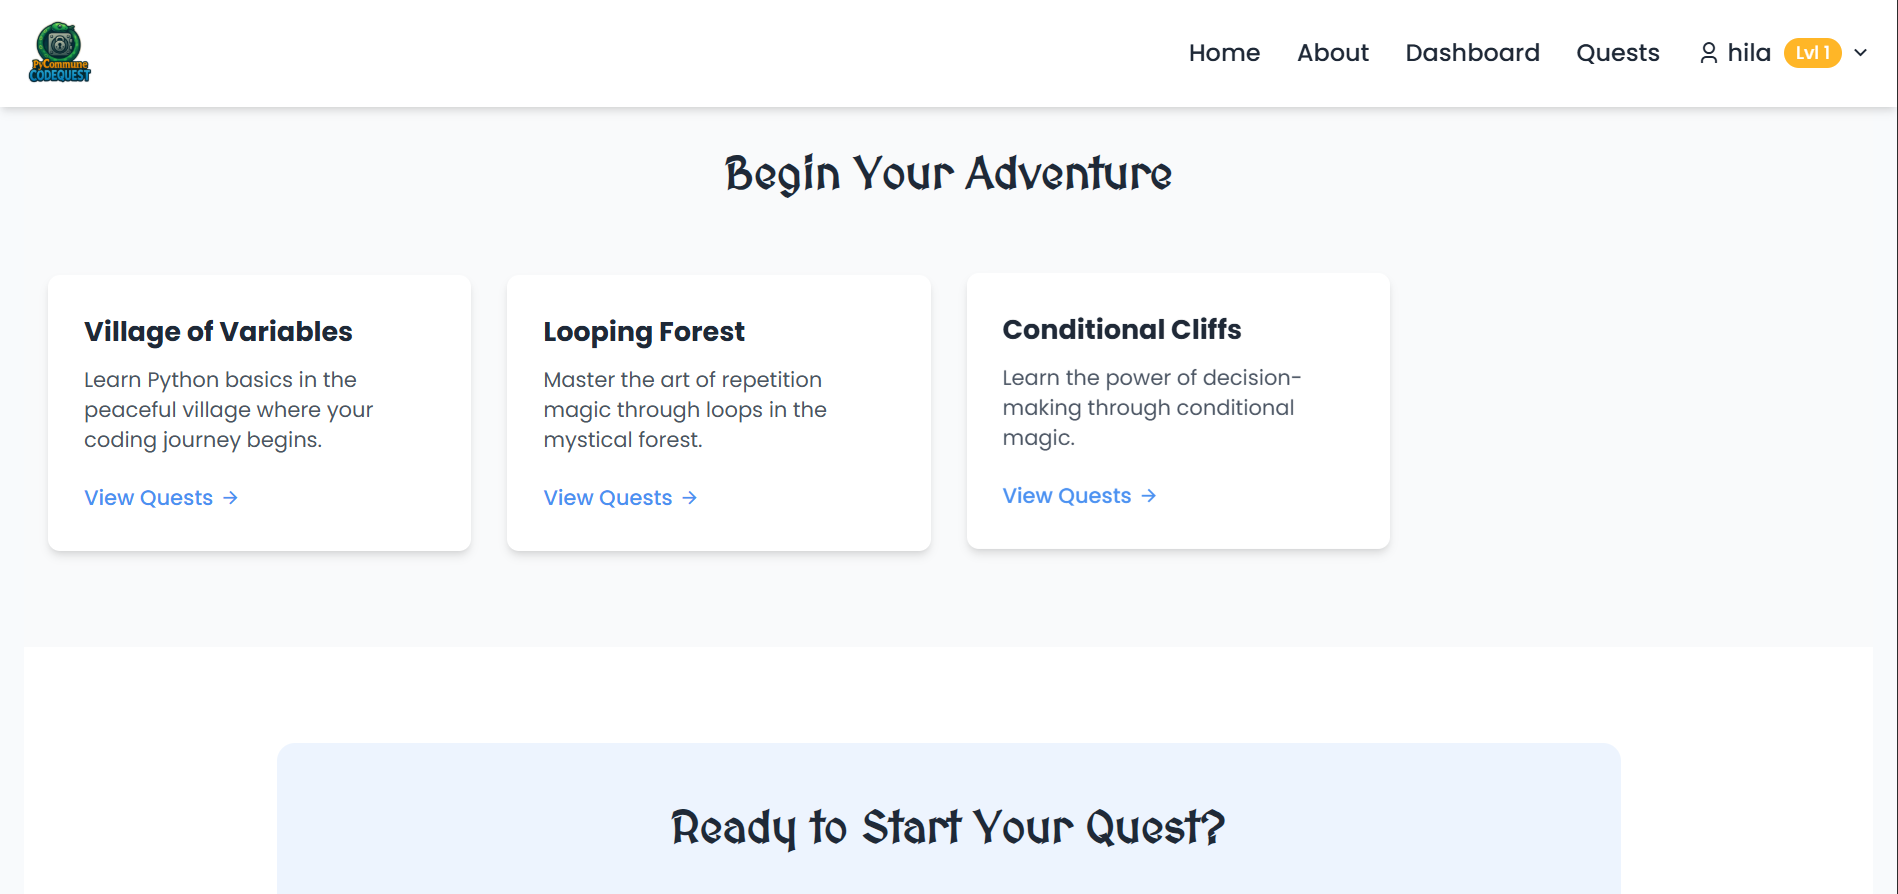 PyCommune
CODEQUEST
Home About Dashboard Quests hila Lvl 1
Begin Your Adventure
Village of Variables
Learn Python basics in the
peaceful village where your
coding journey begins.
View Quests →
Looping Forest
Master the art of repetition
magic through loops in the
mystical forest.
View Quests →
Conditional Cliffs
Learn the power of decision-
making through conditional
magic.
View Quests →
Ready to Start Your Quest?